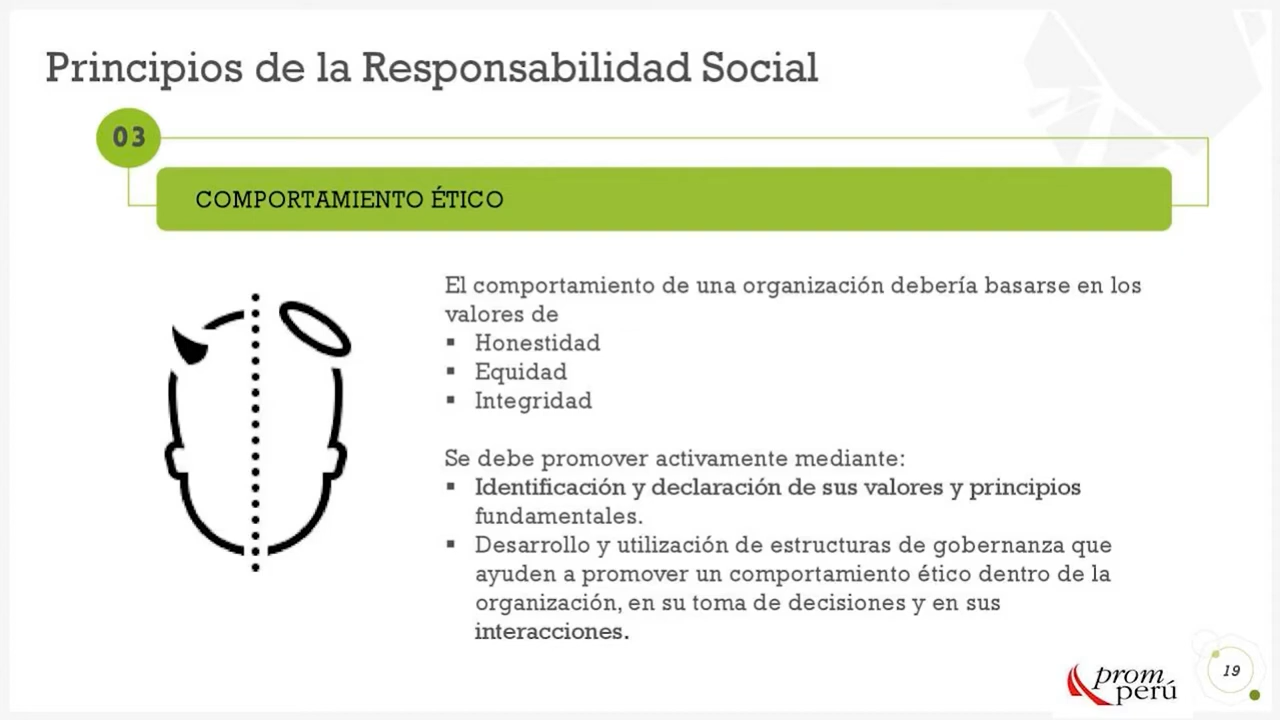 Principios de la Responsabilidad Social
03
COMPORTAMIENTO ÉTICO
El comportamiento de una organización debería basarse en los
valores de
▪ Honestidad
▪ Equidad
▪ Integridad
Se debe promover activamente mediante:
▪ Identificación y declaración de sus valores y principios
fundamentales.
▪ Desarrollo y utilización de estructuras de gobernanza que
ayuden a promover un comportamiento ético dentro de la
organización, en su toma de decisiones y en sus
interacciones.
prom
perú
19